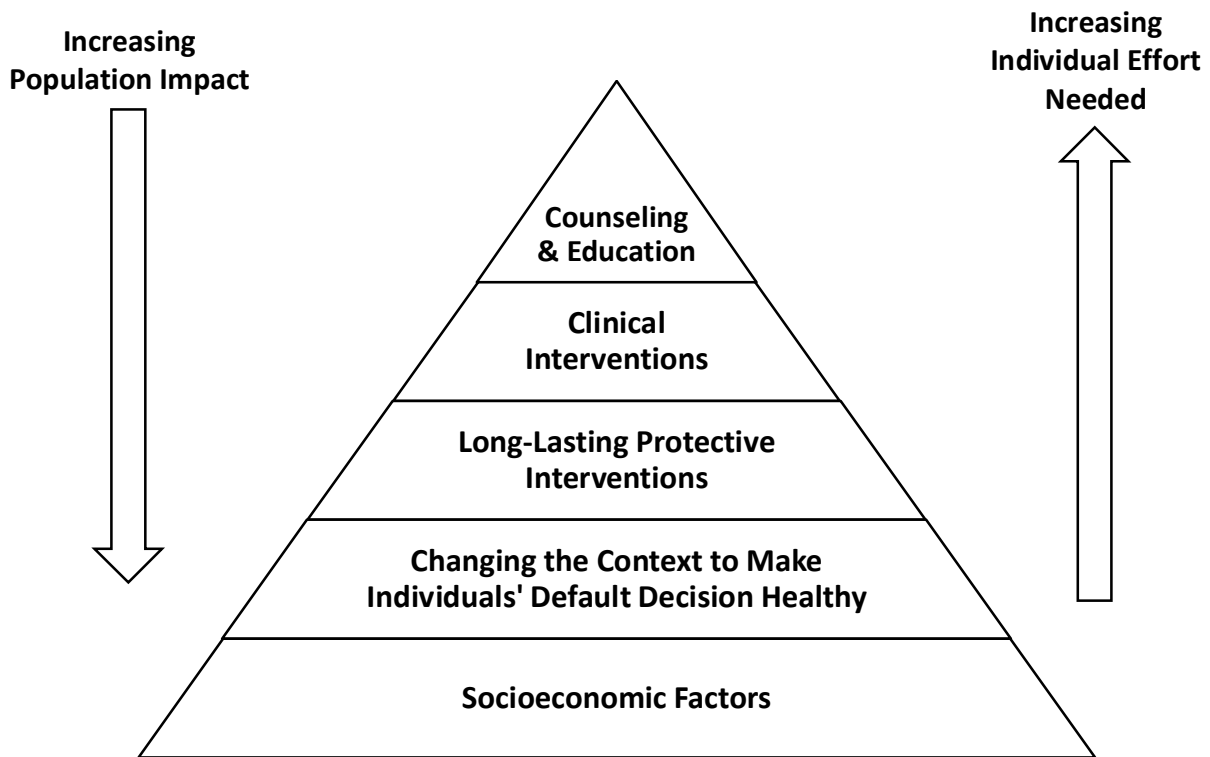 Increasing
Population Impact
Increasing
Individual Effort
Needed
Counseling
& Education
Clinical
Interventions
Long-Lasting Protective
Interventions
Changing the Context to Make
Individuals' Default Decision Healthy
Socioeconomic Factors